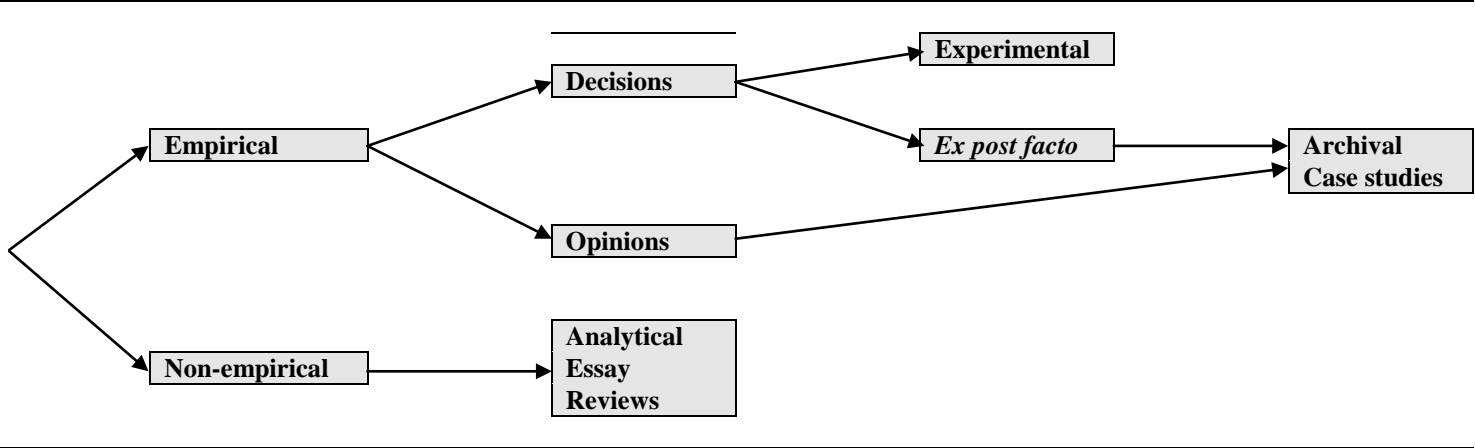 Experimental
Decisions
Empirical
Ex post facto
Archival
Case studies
Opinions
Analytical
Essay
Reviews
Non-empirical